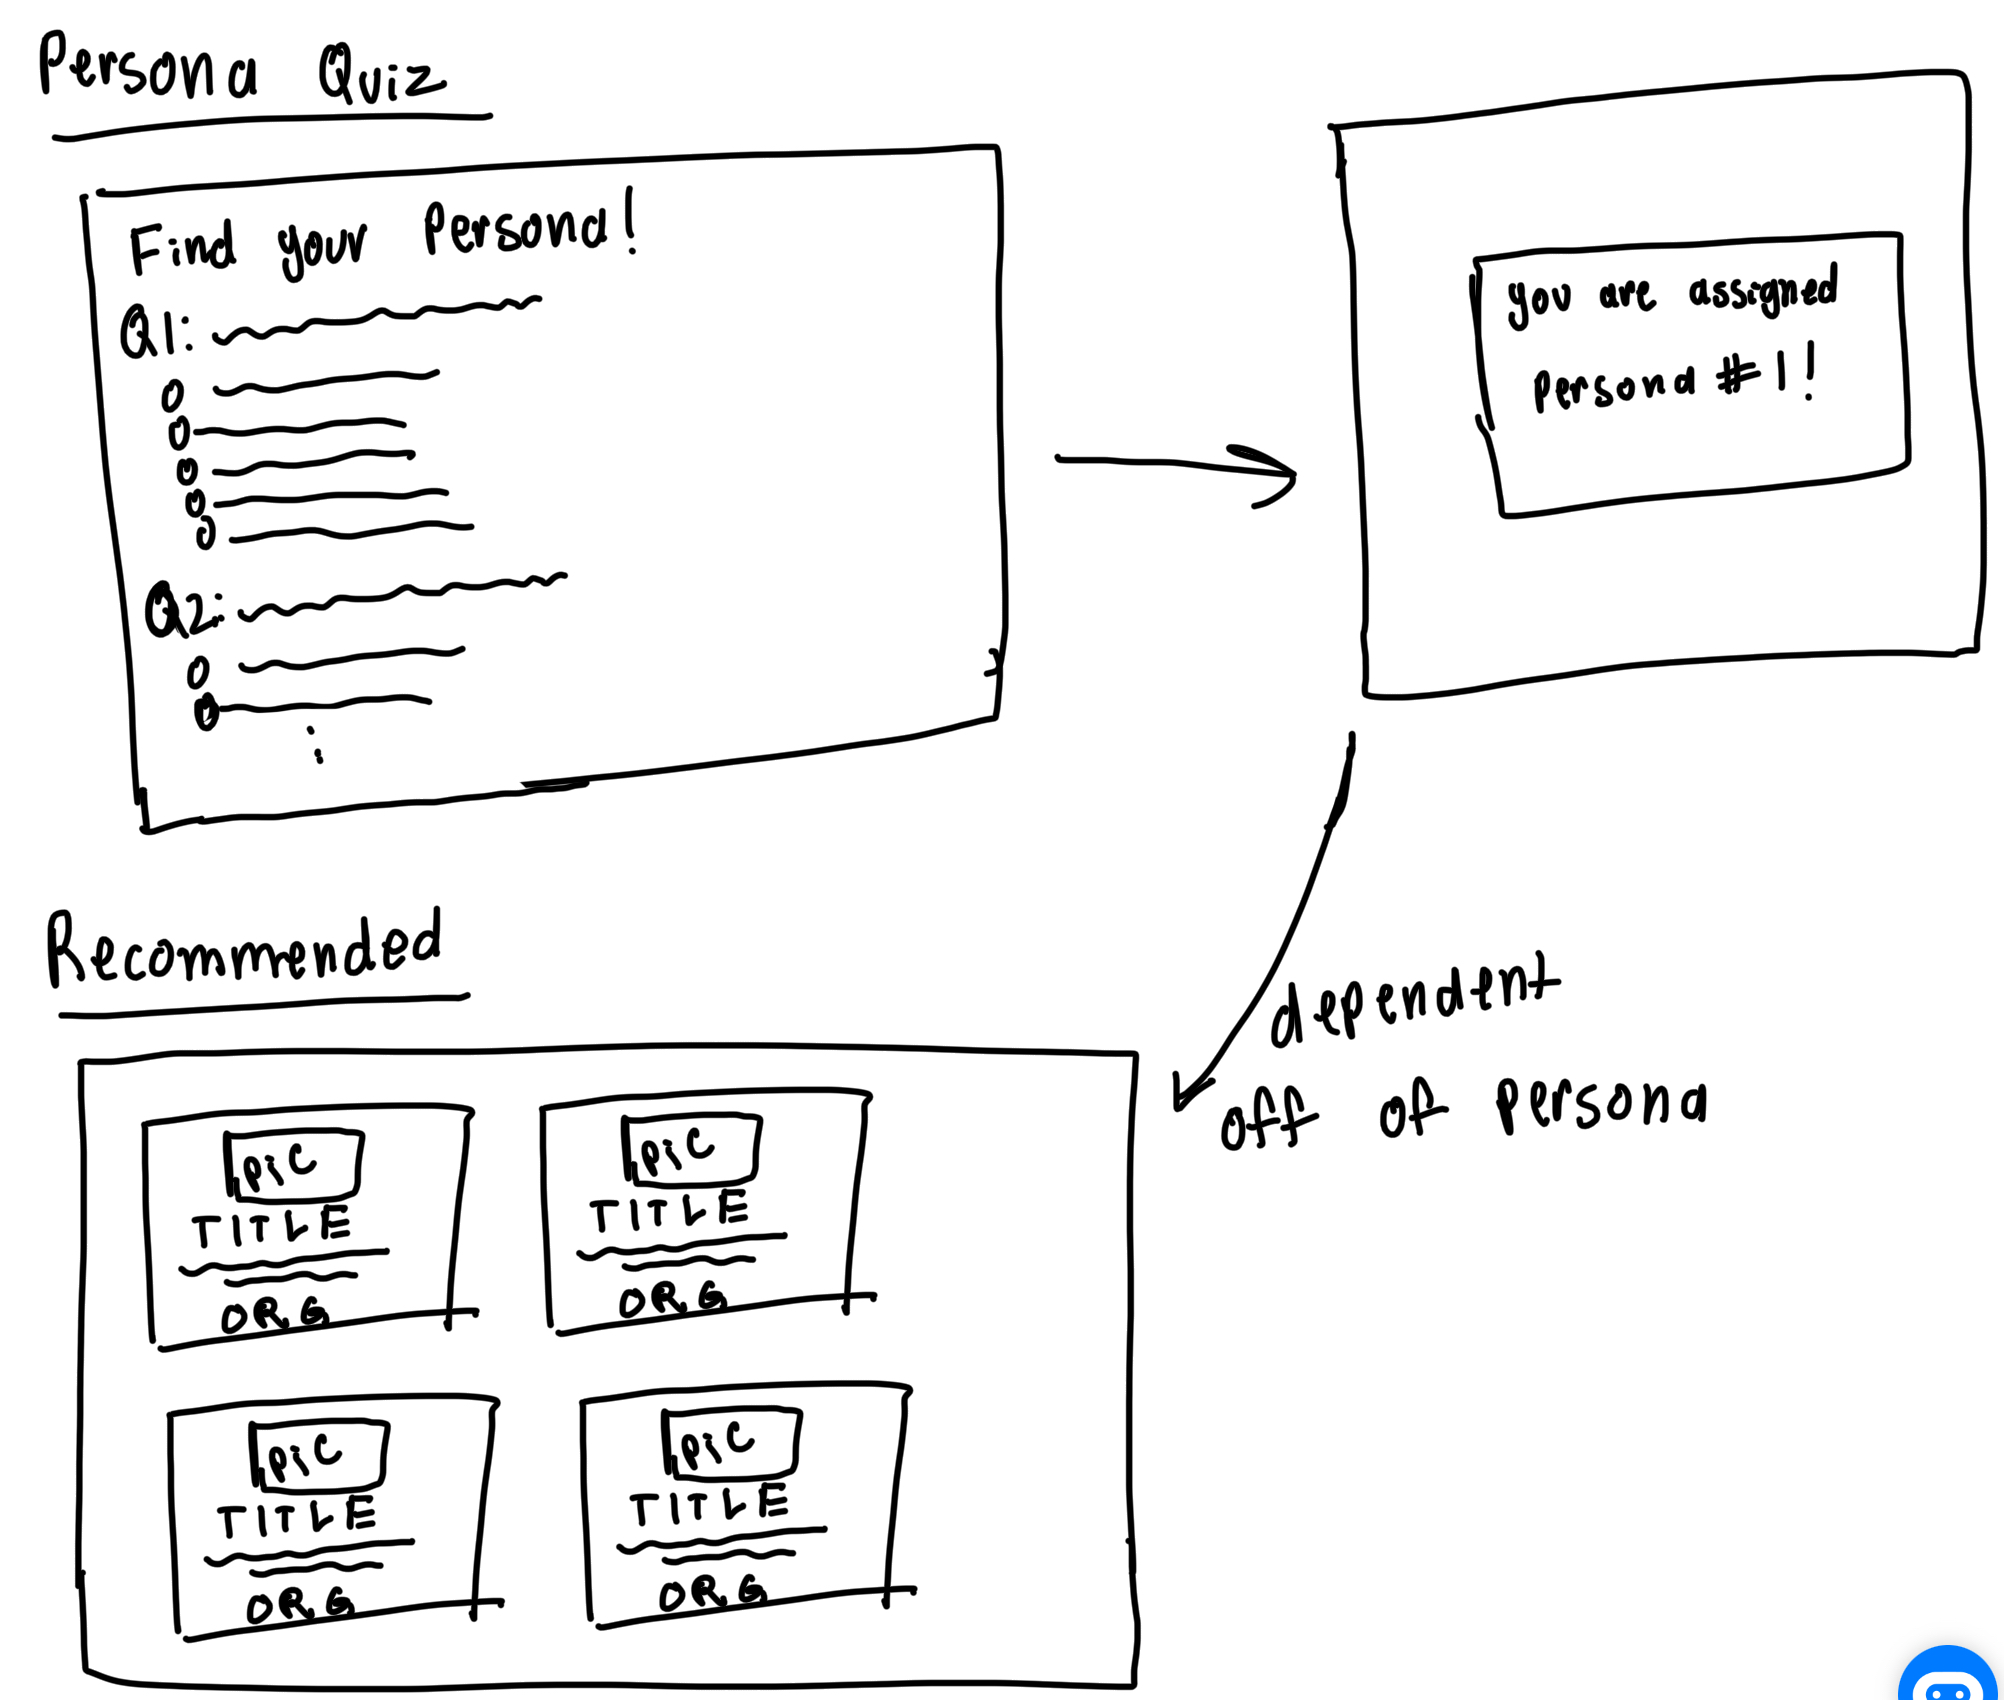 Persona Quiz
Find your Persona!
Q1:
Q2:
you are assigned
persona #1!
dependent
off of persona
Recommended
PIC
TITLE
ORG
PIC
TITLE
ORG
PIC
TITLE
ORG
PIC
TITLE
ORG